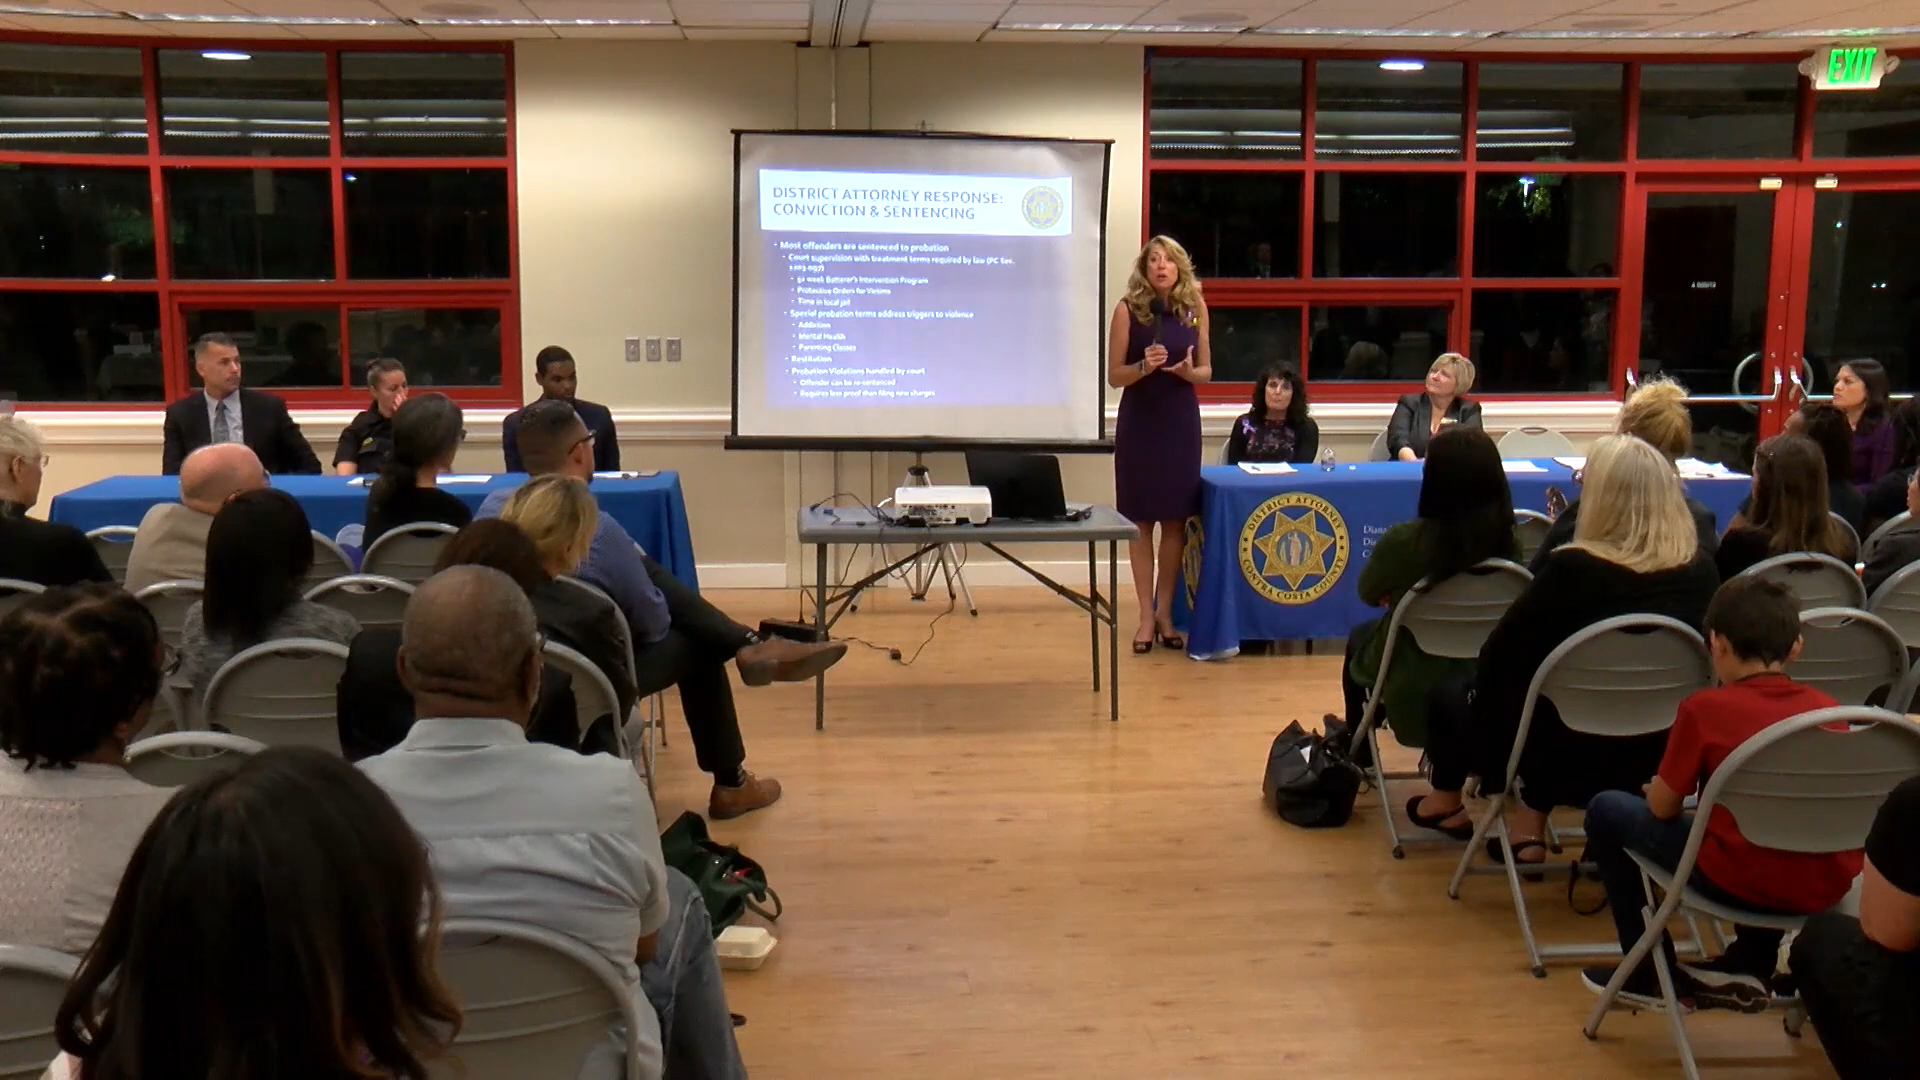 EXIT
DISTRICT ATTORNEY RESPONSE:
CONVICTION & SENTENCING
- Most offenders are sentenced to probation
- Court supervision with treatment terms required by law (PC Sec.
1203.097)
- 52 week Batterer's Intervention Program
- Protective Orders for Victims
- Time in local jail
- Special probation terms address triggers to violence
- Addiction
- Mental Health
- Parenting Classes
- Restitution
- Probation Violations handled by court
- Offender can be re-sentenced
- Requires less proof than filing new charges
DISTRICT ATTORNEY
CONTRA COSTA COUNTY
Diana